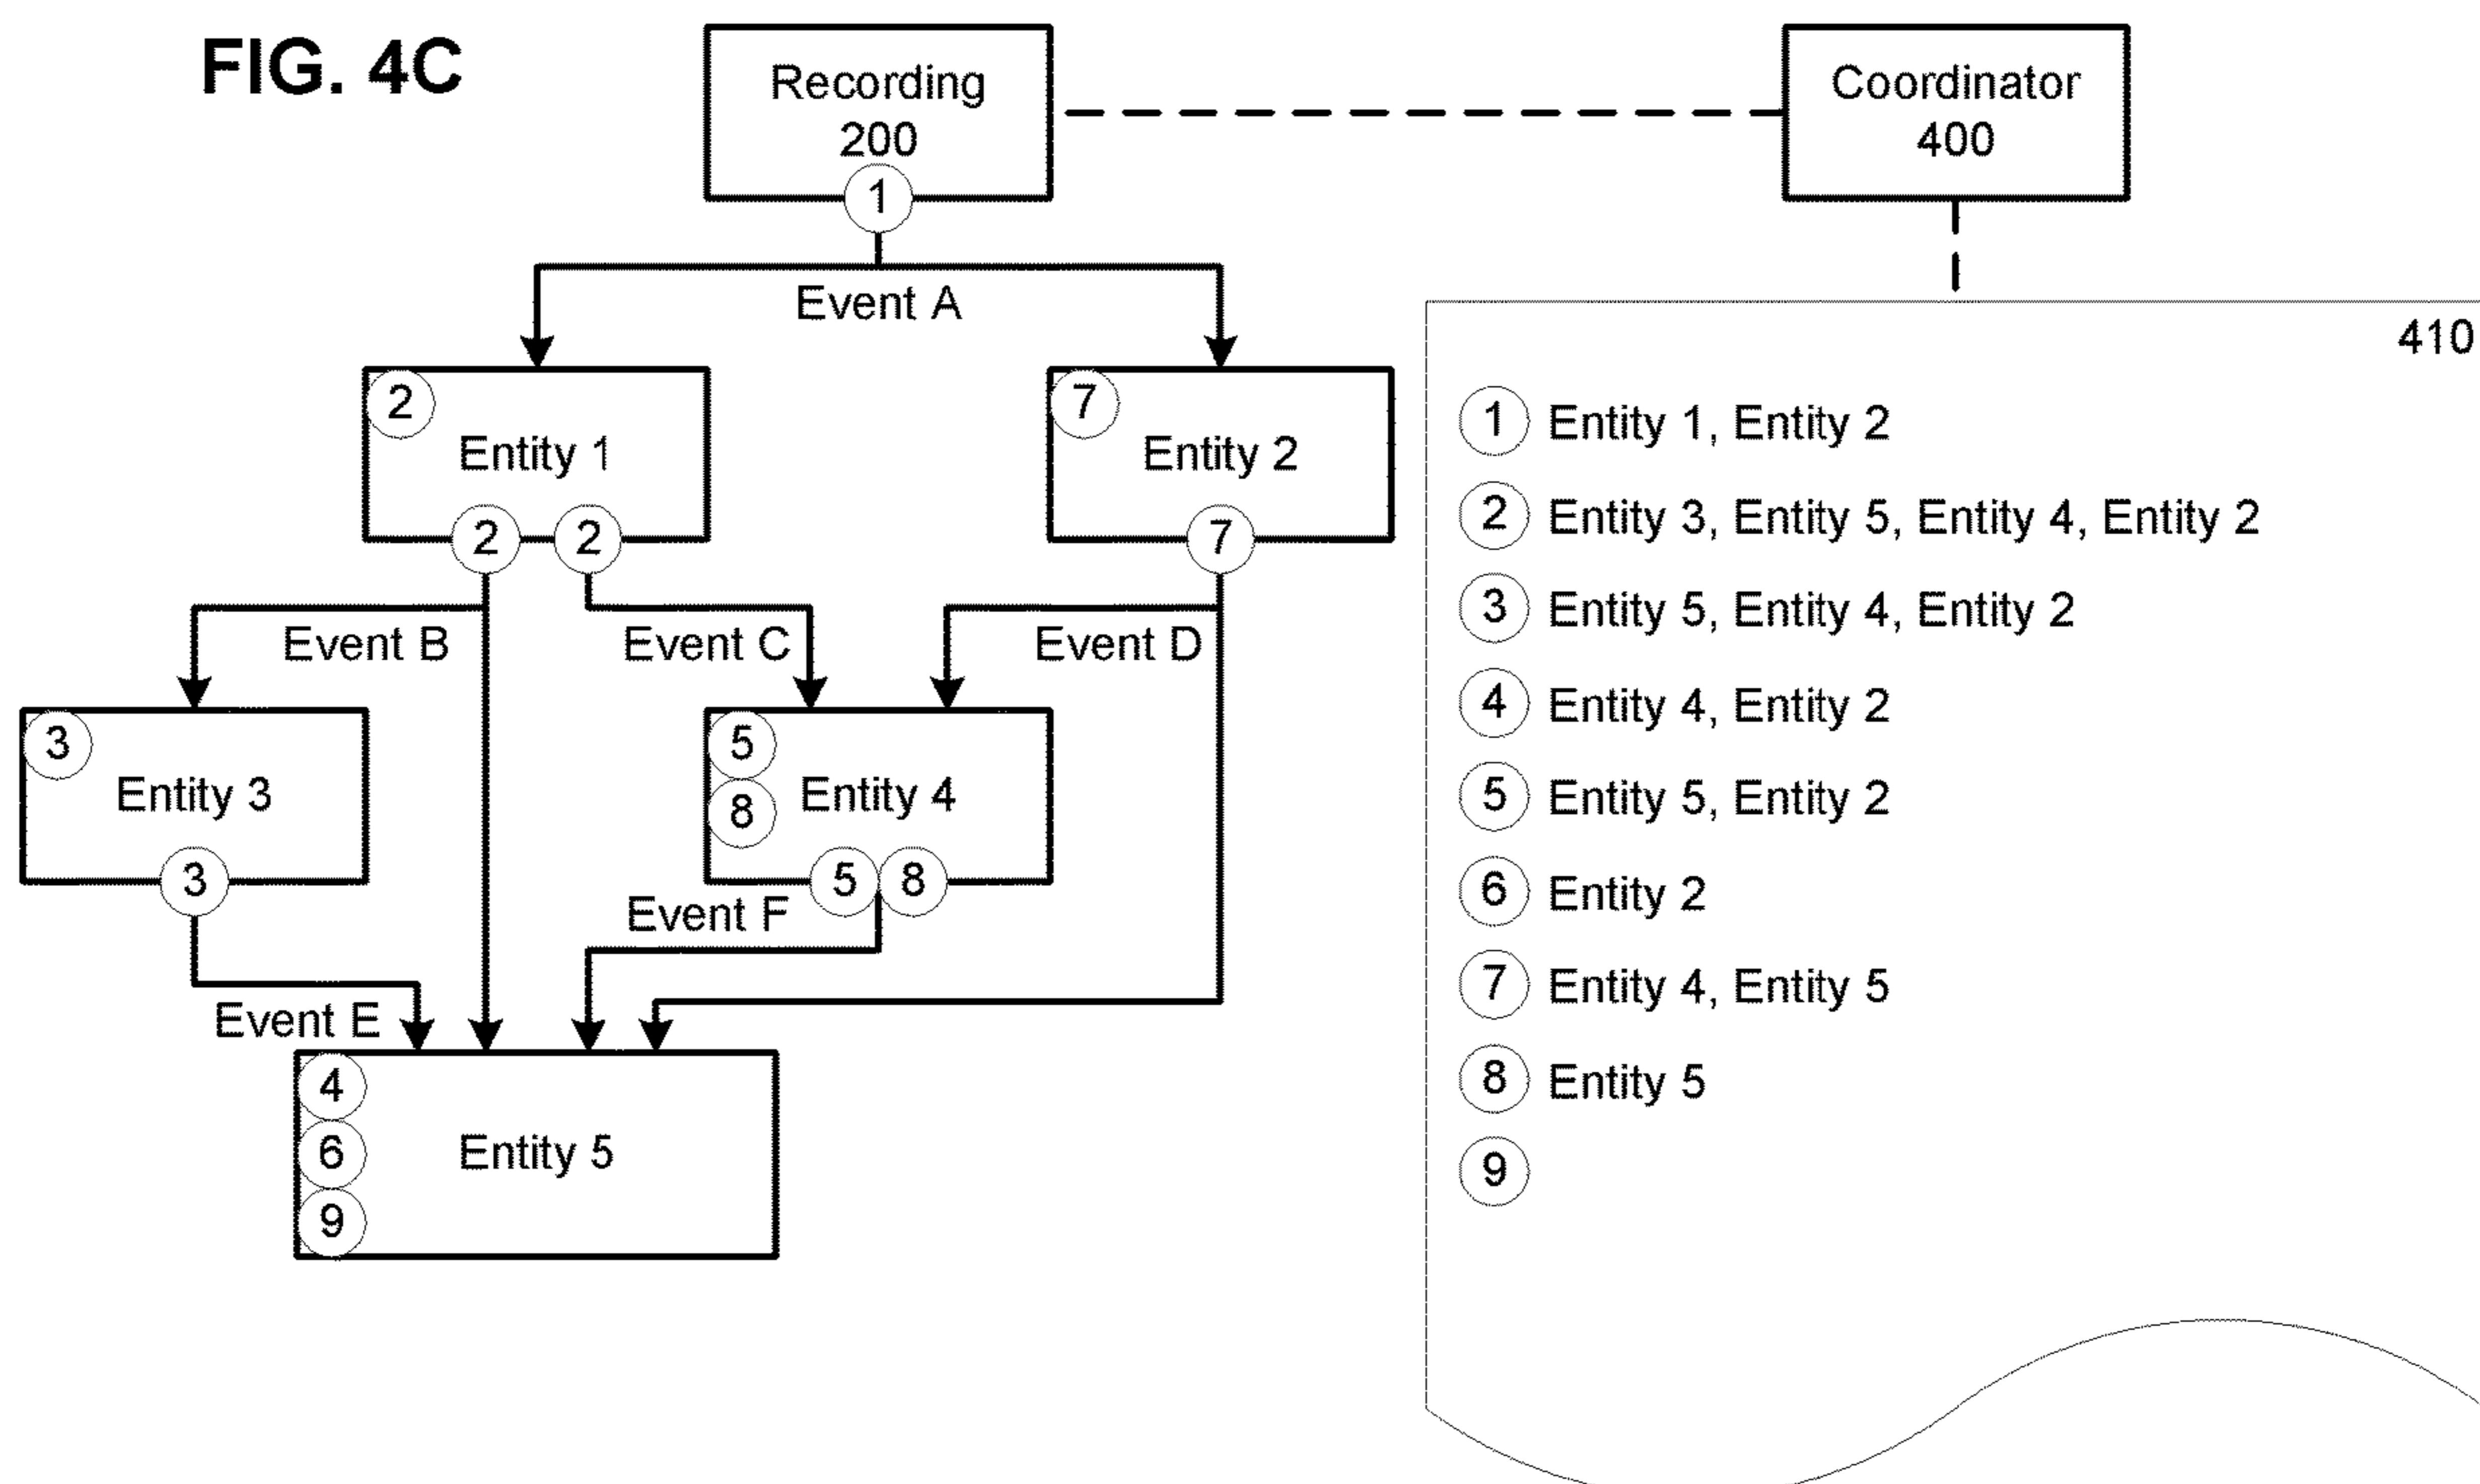 FIG. 4C
Recording
200
1
Coordinator
400
Event A
2
Entity 1
2 2
7
Entity 2
7
Event B
Event C
Event D
3
Entity 3
3
5
8
Entity 4
5 8
Event F
Event E
4
6
Entity 5
9
410
1 Entity 1, Entity 2
2 Entity 3, Entity 5, Entity 4, Entity 2
3 Entity 5, Entity 4, Entity 2
4 Entity 4, Entity 2
5 Entity 5, Entity 2
6 Entity 2
7 Entity 4, Entity 5
8 Entity 5
9